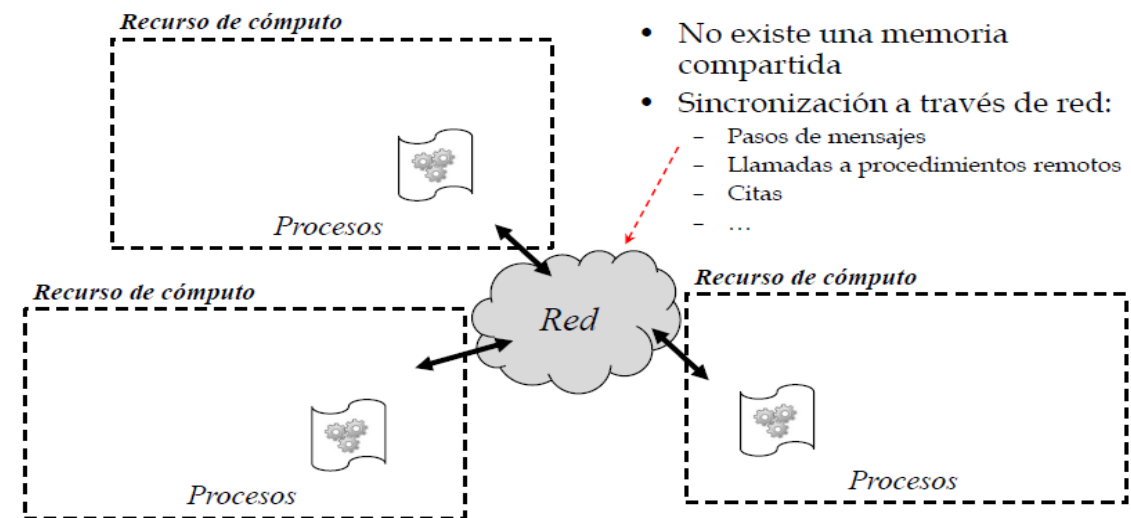 Recurso de cómputo
Procesos
• No existe una memoria
compartida
• Sincronización a través de red:
– Pasos de mensajes
– Llamadas a procedimientos remotos
– Citas
– …
Recurso de cómputo
Procesos
Red
Recurso de cómputo
Procesos